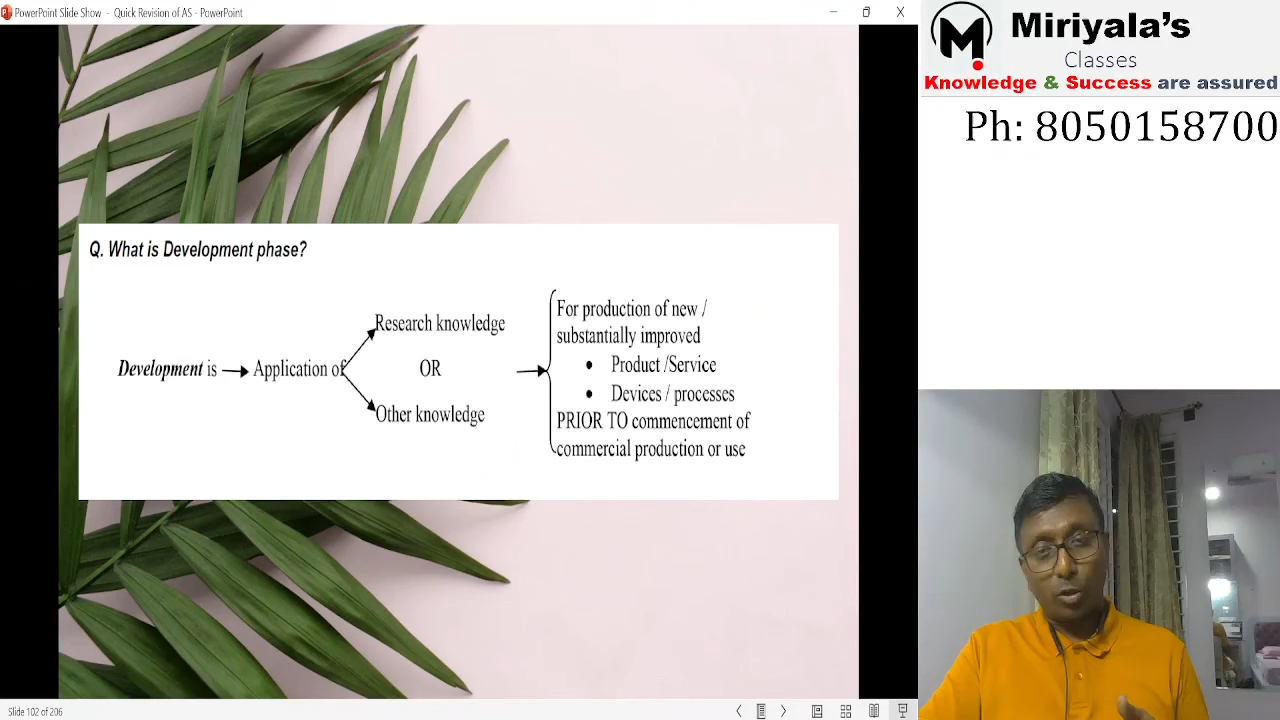 PowerPoint Slide Show - Quick Revision of AS - PowerPoint
Miriyala's
Classes
Knowledge & Success are assured
Ph: 8050158700
Q. What is Development phase?
Development is
Application of
Research knowledge
OR
Other knowledge
For production of new /
substantially improved
• Product /Service
• Devices / processes
PRIOR TO commencement of
commercial production or use
Slide 102 of 206